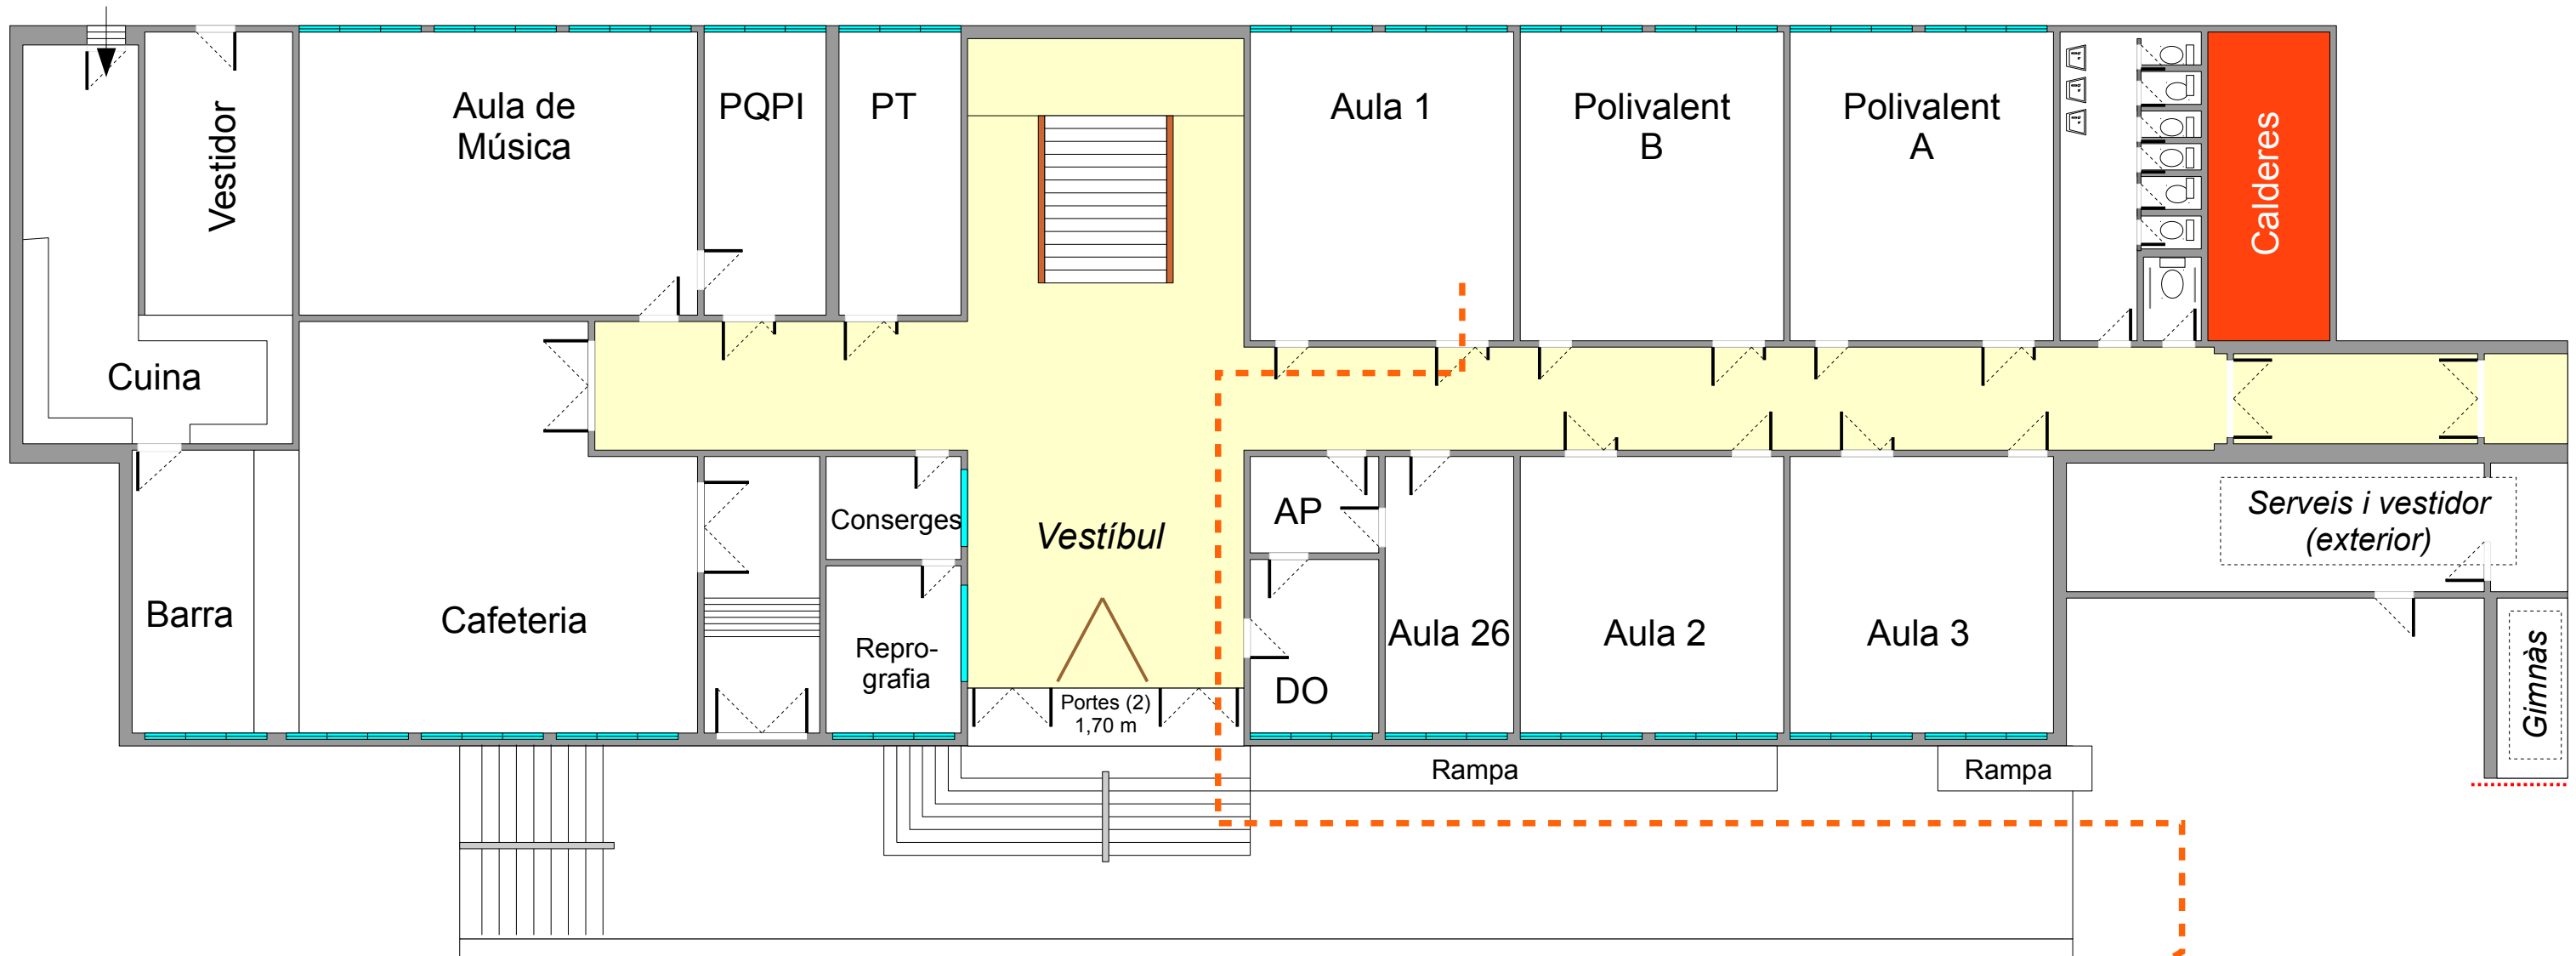 Vestidor
Aula de
Música
PQPI
PT
Aula 1
Polivalent
B
Polivalent
A
Calderes
Cuina
Barra
Cafeteria
Conserges
Repro-
grafia
Vestíbul
Portes (2)
1,70 m
AP
DO
Aula 26
Aula 2
Aula 3
Serveis i vestidor
(exterior)
Gimnàs
Rampa
Rampa